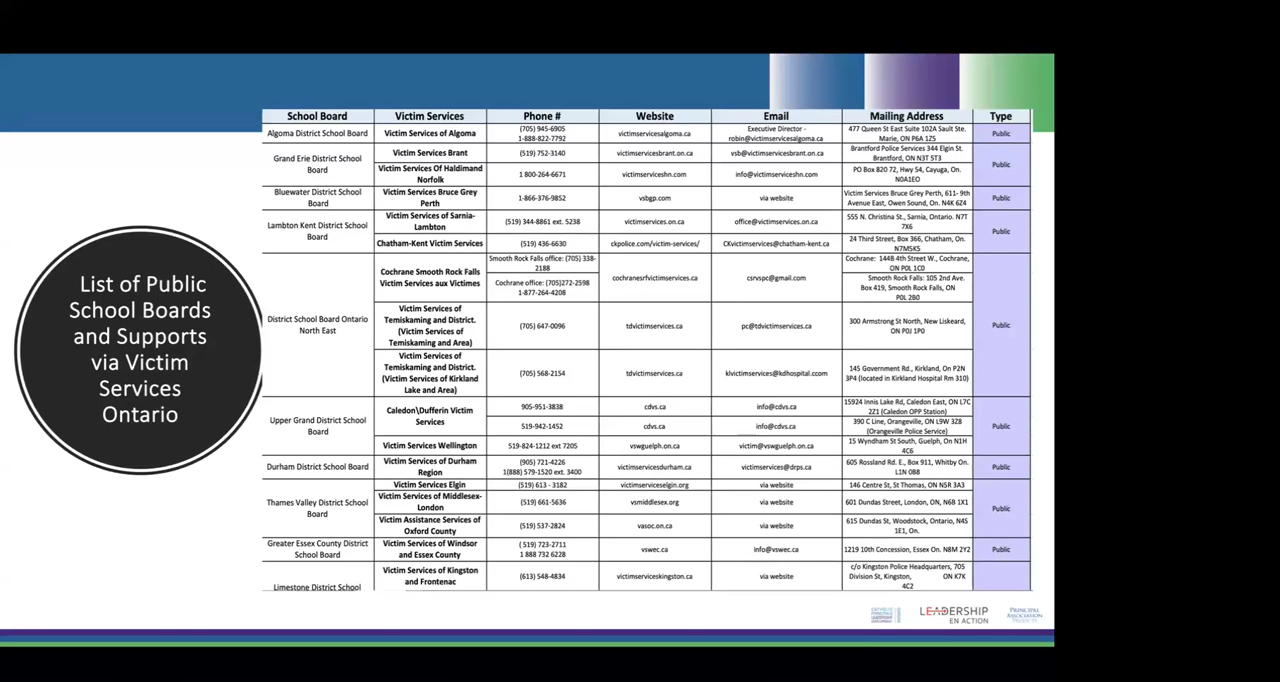 List of Public
School Boards
and Supports
via Victim
Services
Ontario
School Board Victim Services Phone # Website Email Mailing Address Type
Algoma District School Board Victim Services of Algoma (705) 945-6905 1-888-822-7792 victimservicesalgoma.ca Executive Director - robin@victimservicesalgoma.ca 477 Queen St East Suite 102A Sault Ste. Marie, ON P6A 1Z5 Public
Grand Erie District School Board Victim Services Brant (519) 752-3140 victimservicesbrant.on.ca vsb@victimservicesbrant.on.ca Brantford Police Services 344 Elgin St. Brantford, ON N3T 5T3 Public
Victim Services Of Haldimand Norfolk 1 800-264-6671 victimserviceshn.com info@victimserviceshn.com PO Box 820 72, Hwy 54, Cayuga, On. N0A1E0
Bluewater District School Board Victim Services Bruce Grey Perth 1-866-376-9852 vsbgp.com via website Victim Services Bruce Grey Perth, 611- 9th Avenue East, Owen Sound, On. N4K 6Z4 Public
Lambton Kent District School Board Victim Services of Sarnia-Lambton (519) 344-8861 ext. 5238 victimservices.on.ca office@victimservices.on.ca 555 N. Christina St., Sarnia, Ontario. N7T 7X6 Public
Chatham-Kent Victim Services (519) 436-6630 ckpolice.com/victim-services/ CKvictimservices@chatham-kent.ca 24 Third Street, Box 366, Chatham, On. N7M5K5
District School Board Ontario North East Cochrane Smooth Rock Falls Victim Services aux Victimes Smooth Rock Falls office: (705) 338-2188 cochranesrfvictimservices.ca csrvspc@gmail.com Cochrane: 144B 4th Street W., Cochrane, ON P0L 1C0 Public
Cochrane office: (705)272-2598 1-877-264-4208 Smooth Rock Falls: 105 2nd Ave. Box 419, Smooth Rock Falls, ON P0L 2B0
Victim Services of Temiskaming and District. (Victim Services of Temiskaming and Area) (705) 647-0096 tdvictimservices.ca pc@tdvictimservices.ca 300 Armstrong St North, New Liskeard, ON P0J 1P0
Victim Services of Temiskaming and District. (Victim Services of Kirkland Lake and Area) (705) 568-2154 tdvictimservices.ca klvictimservices@kdhospital.ccom 145 Government Rd., Kirkland, On P2N 3P4 (located in Kirkland Hospital Rm 310)
Upper Grand District School Board Caledon\Dufferin Victim Services 905-951-3838 cdvs.ca info@cdvs.ca 15924 Innis Lake Rd, Caledon East, ON L7C 2Z1 (Caledon OPP Station) Public
519-942-1452 cdvs.ca info@cdvs.ca 390 C Line, Orangeville, ON L9W 3Z8 (Orangeville Police Service)
Victim Services Wellington 519-824-1212 ext 7205 vswguelph.on.ca victim@vswguelph.on.ca 15 Wyndham St South, Guelph, On N1H 4C6
Durham District School Board Victim Services of Durham Region (905) 721-4226 1(888) 579-1520 ext. 3400 victimservicesdurham.ca victimservices@drps.ca 605 Rossland Rd. E., Box 911, Whitby On. L1N 0B8 Public
Thames Valley District School Board Victim Services Elgin (519) 613 - 3182 victimserviceselgin.org via website 146 Centre St, St Thomas, ON N5R 3A3 Public
Victim Services of Middlesex-London (519) 661-5636 vsmiddlesex.org via website 601 Dundas Street, London, ON, N6B 1X1
Victim Assistance Services of Oxford County (519) 537-2824 vasoc.on.ca via website 615 Dundas St, Woodstock, Ontario, N4S 1E1, On.
Greater Essex County District School Board Victim Services of Windsor and Essex County ( 519) 723-2711 1 888 732 6228 vswec.ca info@vswec.ca 1219 10th Concession, Essex On. N8M 2Y2 Public
Limestone District School Victim Services of Kingston and Frontenac (613) 548-4834 victimserviceskingston.ca via website c/o Kingston Police Headquarters, 705 Division St, Kingston, ON K7K 4C2
LEADERSHIP
EN ACTION
PRINCIPAL
ASSOCIATION